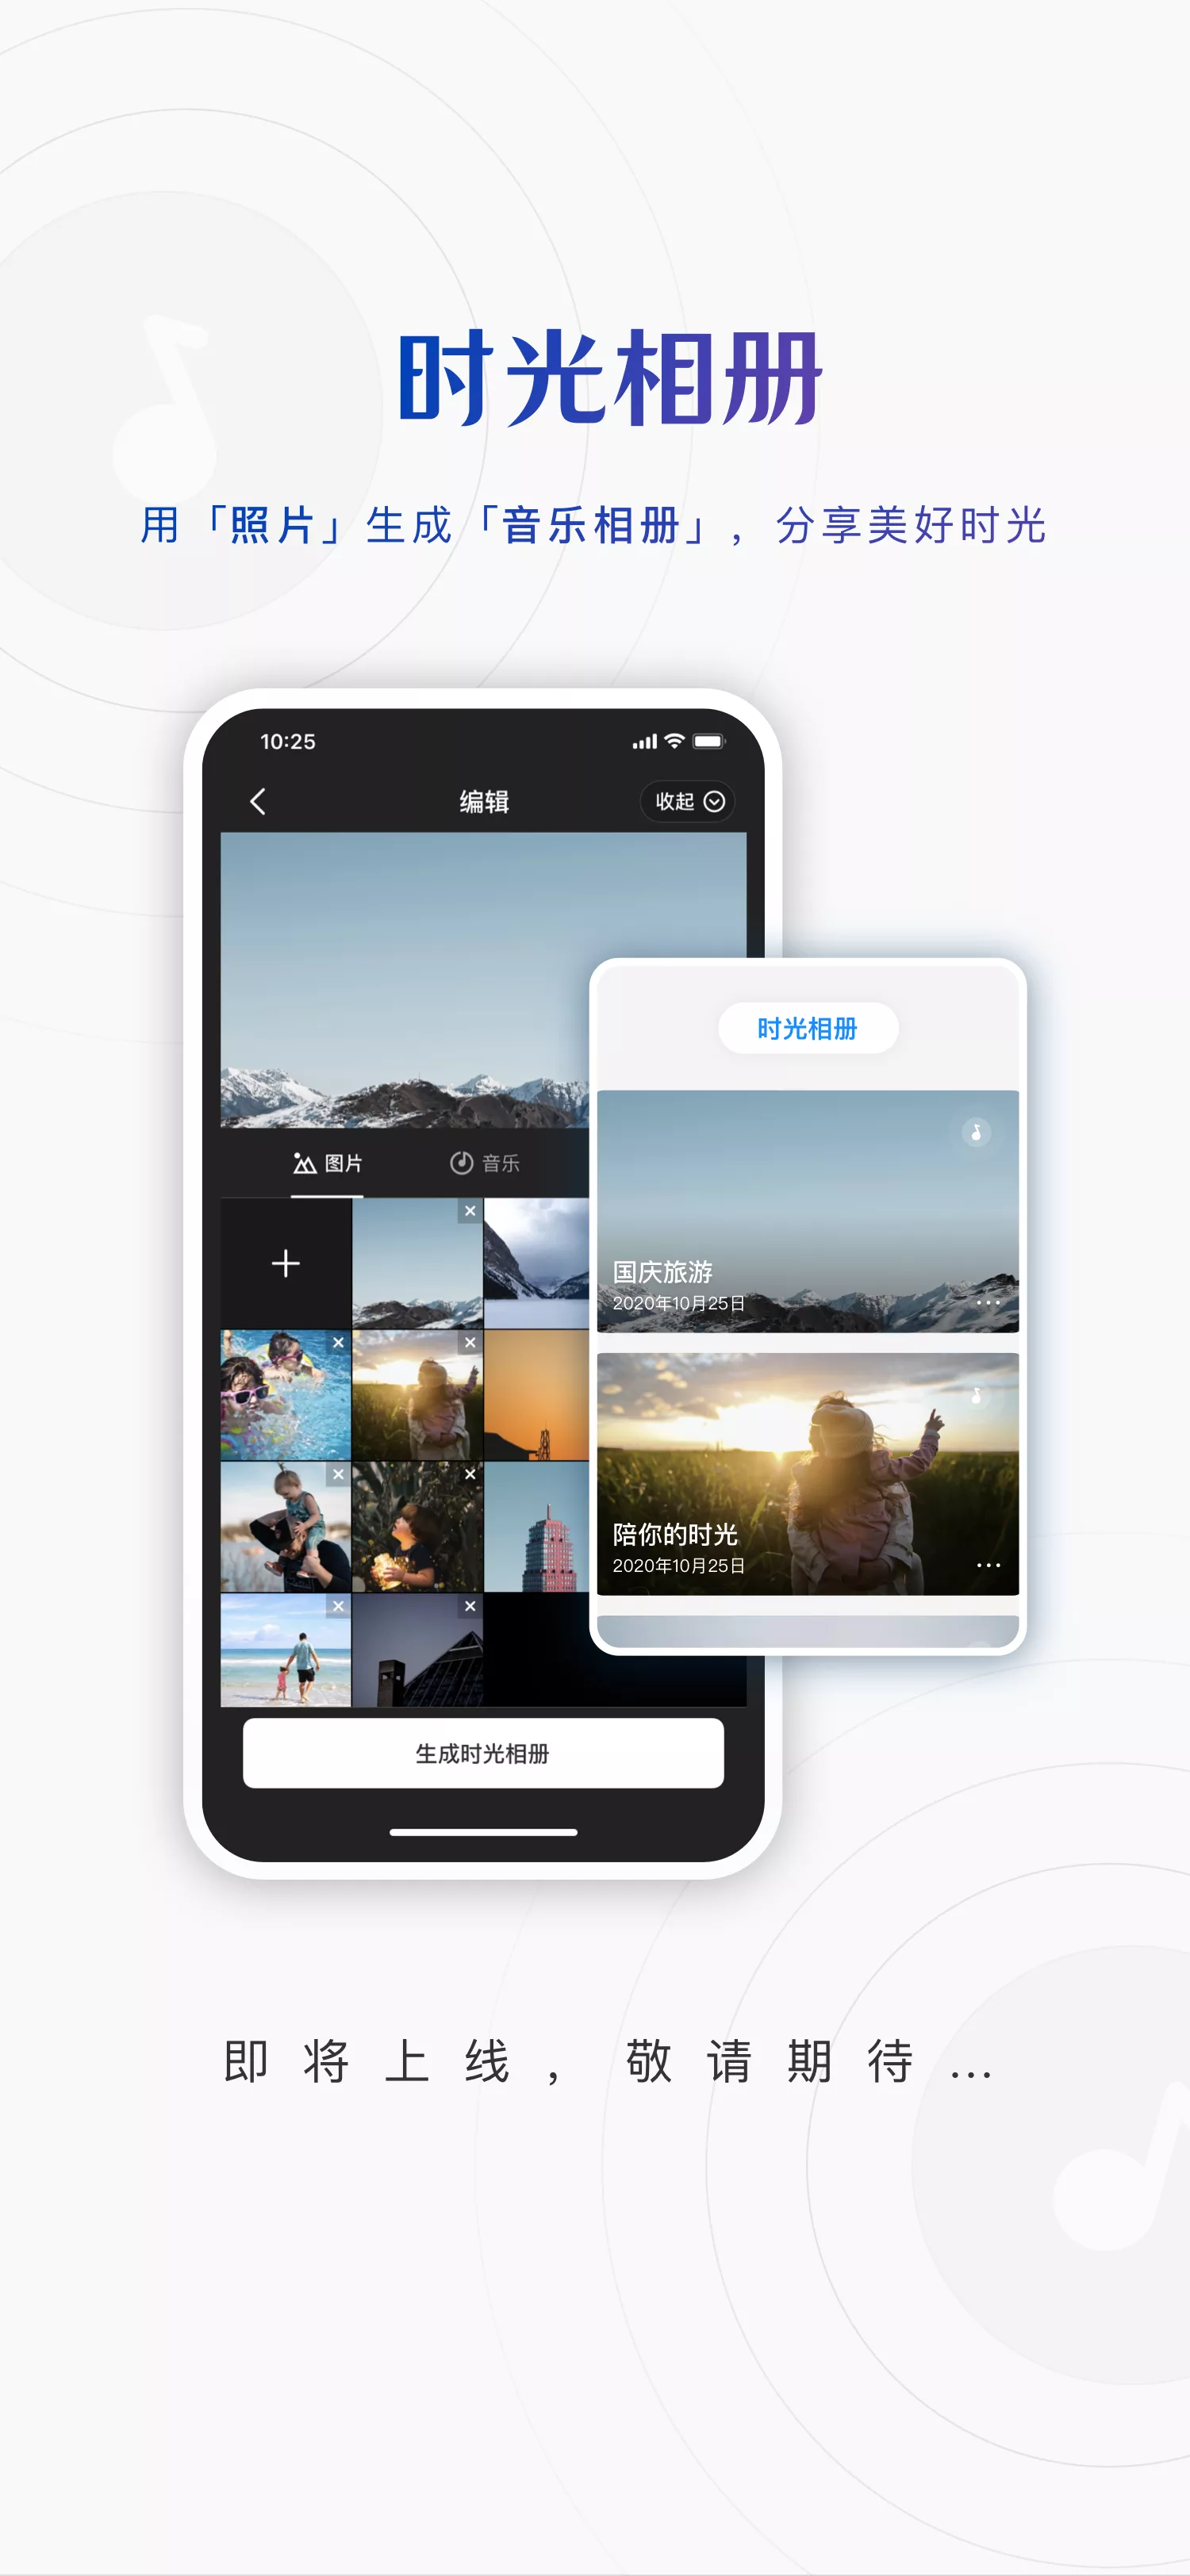 时光相册
用「照片」生成「音乐相册」，分享美好时光
10:25
编辑
收起
图片
音乐
生成时光相册
时光相册
国庆旅游
2020年10月25日
陪你的时光
2020年10月25日
即将上线，敬请期待...